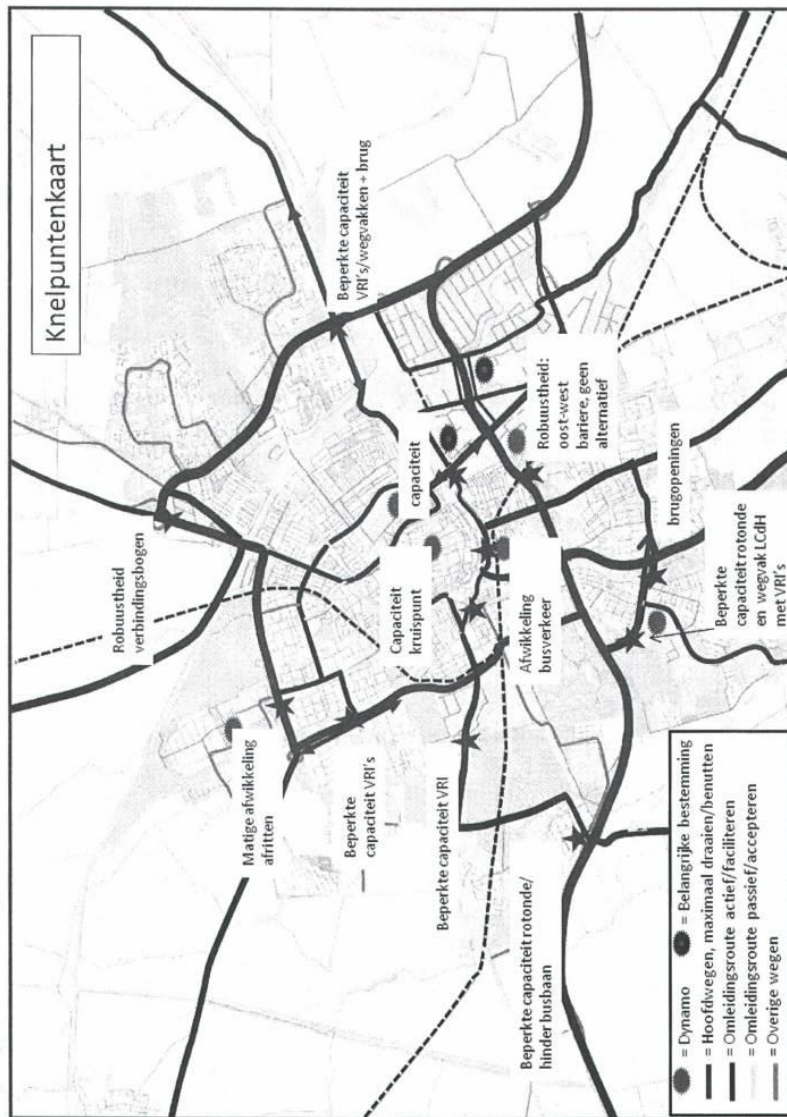 Knelpuntenkaart
Robuustheid
verbindingsbogen
Beperkte capaciteit
VRI's/wegvakken + brug
Matige afwikkeling
afritten
Beperkte
capaciteit VRI's
Capaciteit
kruispunt
capaciteit
Beperkte capaciteit VRI
Afwikkeling
busverkeer
Robuustheid:
oost-west
bariere, geen
alternatief
Beperkte capaciteit rotonde/
hinder busbaan
brugopeningen
Beperkte
capaciteit rotonde
en wegvak LCdH
met VRI's
= Dynamo
= Belangrijke bestemming
= Hoofdwegen, maximaal draaien/benutten
= Omleidingsroute actief/faciliteren
= Omleidingsroute passief/accepteren
= Overige wegen